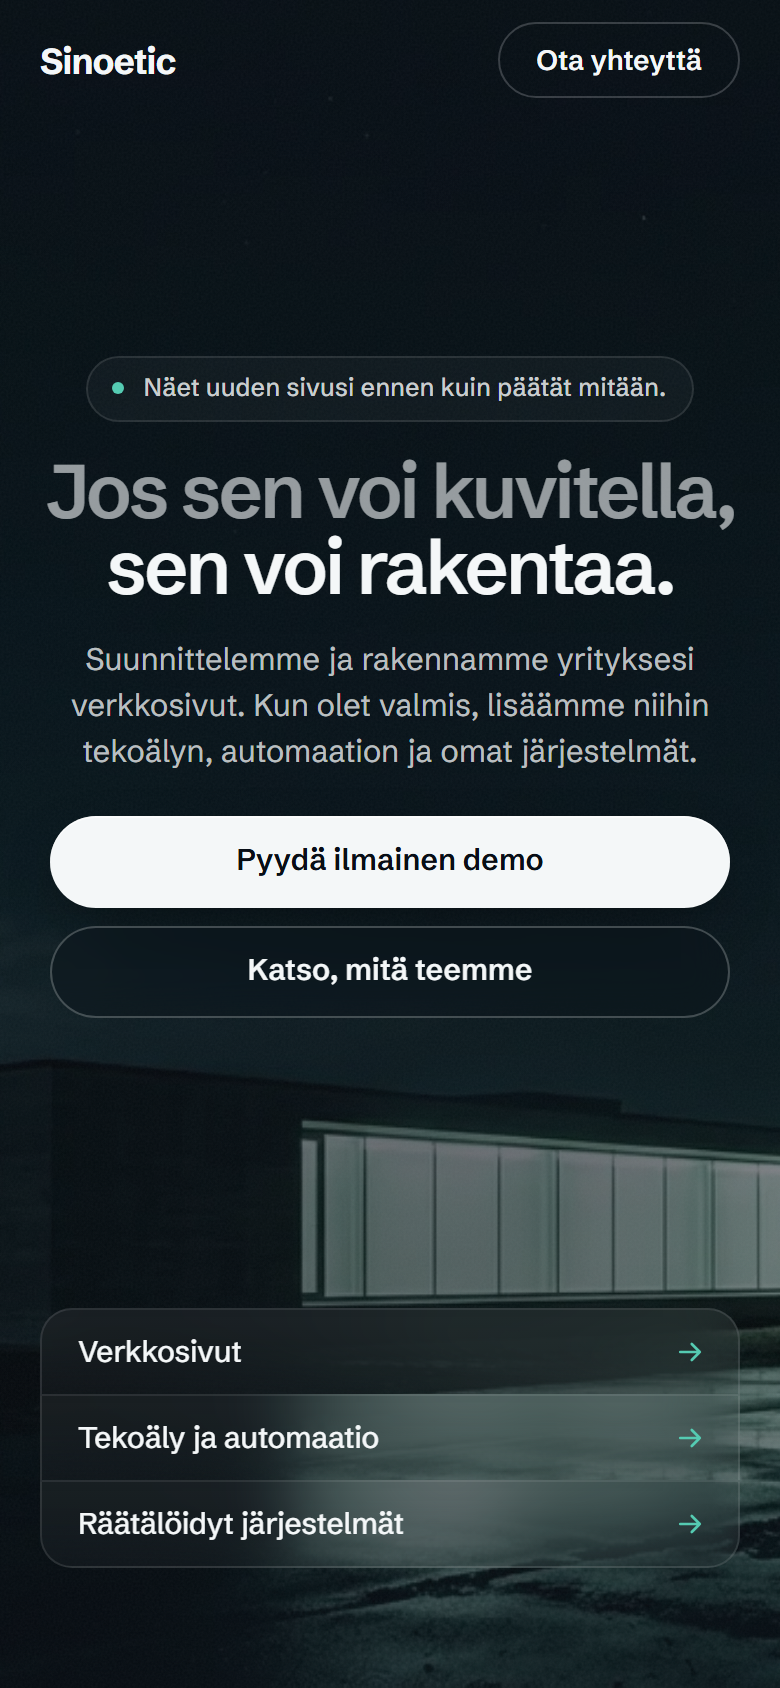 Sinoetic
Ota yhteyttä
Näet uuden sivusi ennen kuin päätät mitään.
Jos sen voi kuvitella,
sen voi rakentaa.
Suunnittelemme ja rakennamme yrityksesi
verkkosivut. Kun olet valmis, lisäämme niihin
tekoälyn, automaation ja omat järjestelmät.
Pyydä ilmainen demo
Katso, mitä teemme
Verkkosivut
Tekoäly ja automaatio
Räätälöidyt järjestelmät